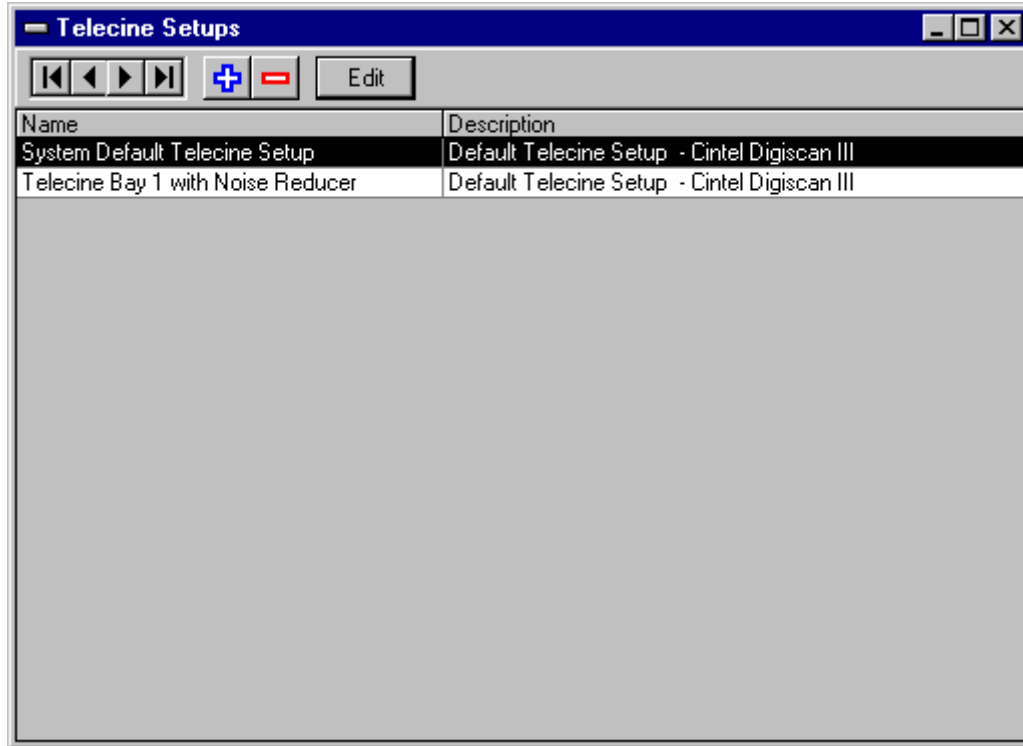 Telecine Setups
Edit
Name Description
System Default Telecine Setup Default Telecine Setup - Cintel Digiscan III
Telecine Bay 1 with Noise Reducer Default Telecine Setup - Cintel Digiscan III